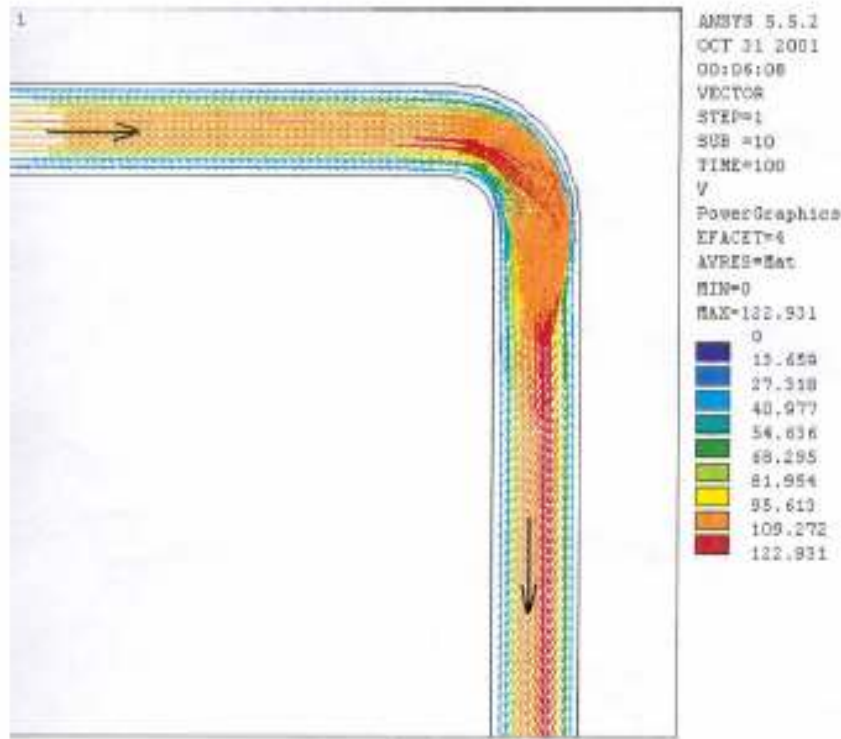 1
ANSYS 5.5.2
OCT 31 2001
00:06:08
VECTOR
STEP=1
SUB =10
TIME=100
V
PowerGraphics
EFACET=4
AVRES=Mat
MIN=0
MAX=122.931
0
13.659
27.318
40.977
54.636
68.295
81.954
95.613
109.272
122.931